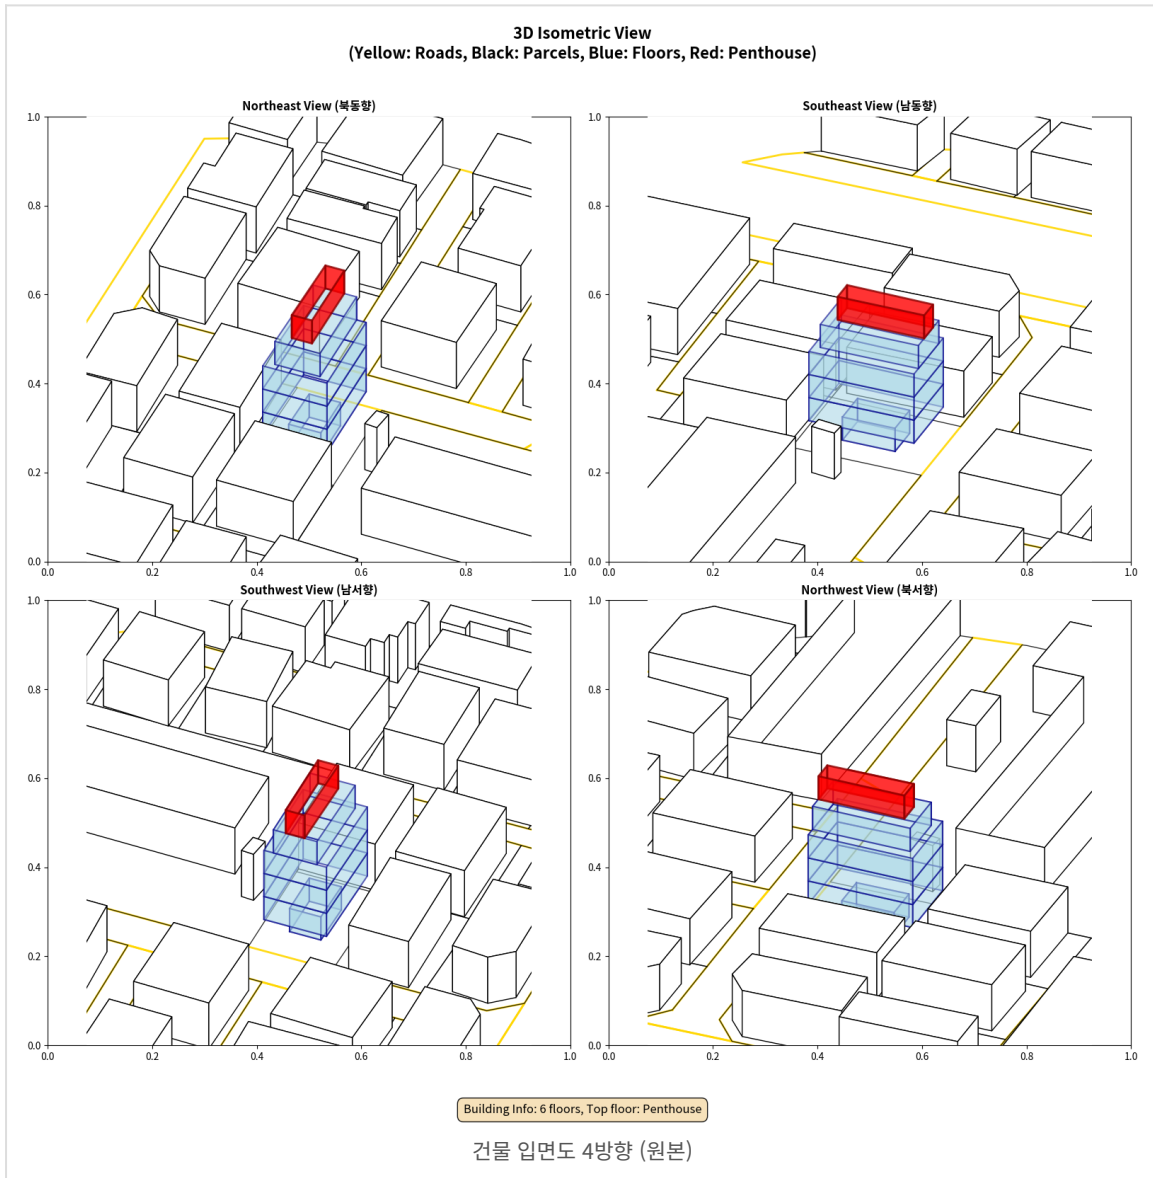 3D Isometric View
(Yellow: Roads, Black: Parcels, Blue: Floors, Red: Penthouse)
Northeast View (북동향)
1.0
0.8
0.6
0.4
0.2
0.0
0.0 0.2 0.4 0.6 0.8 1.0
Southeast View (남동향)
1.0
0.8
0.6
0.4
0.2
0.0
0.0 0.2 0.4 0.6 0.8 1.0
Southwest View (남서향)
1.0
0.8
0.6
0.4
0.2
0.0
0.0 0.2 0.4 0.6 0.8 1.0
Northwest View (북서향)
1.0
0.8
0.6
0.4
0.2
0.0
0.0 0.2 0.4 0.6 0.8 1.0
Building Info: 6 floors, Top floor: Penthouse
건물 입면도 4방향 (원본)